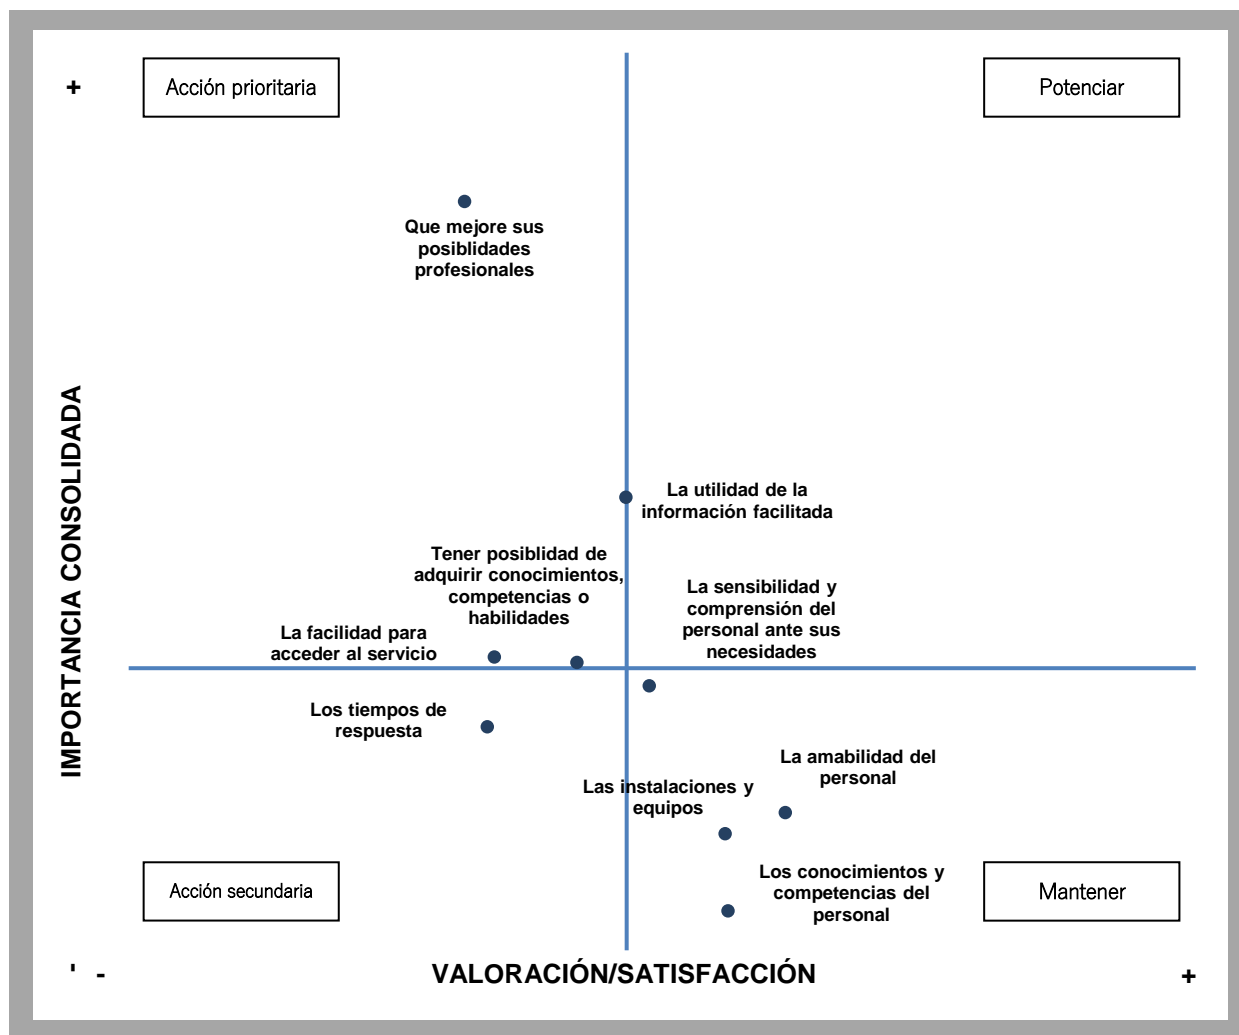 +
Acción prioritaria
Potenciar
Que mejore sus
posiblidades
profesionales
IMPORTANCIA CONSOLIDADA
La utilidad de la
información facilitada
Tener posiblidad de
adquirir conocimientos,
competencias o
habilidades
La sensibilidad y
comprensión del
personal ante sus
necesidades
La facilidad para
acceder al servicio
Los tiempos de
respuesta
La amabilidad del
personal
Las instalaciones y
equipos
Los conocimientos y
competencias del
personal
Acción secundaria
Mantener
' -
VALORACIÓN/SATISFACCIÓN
+